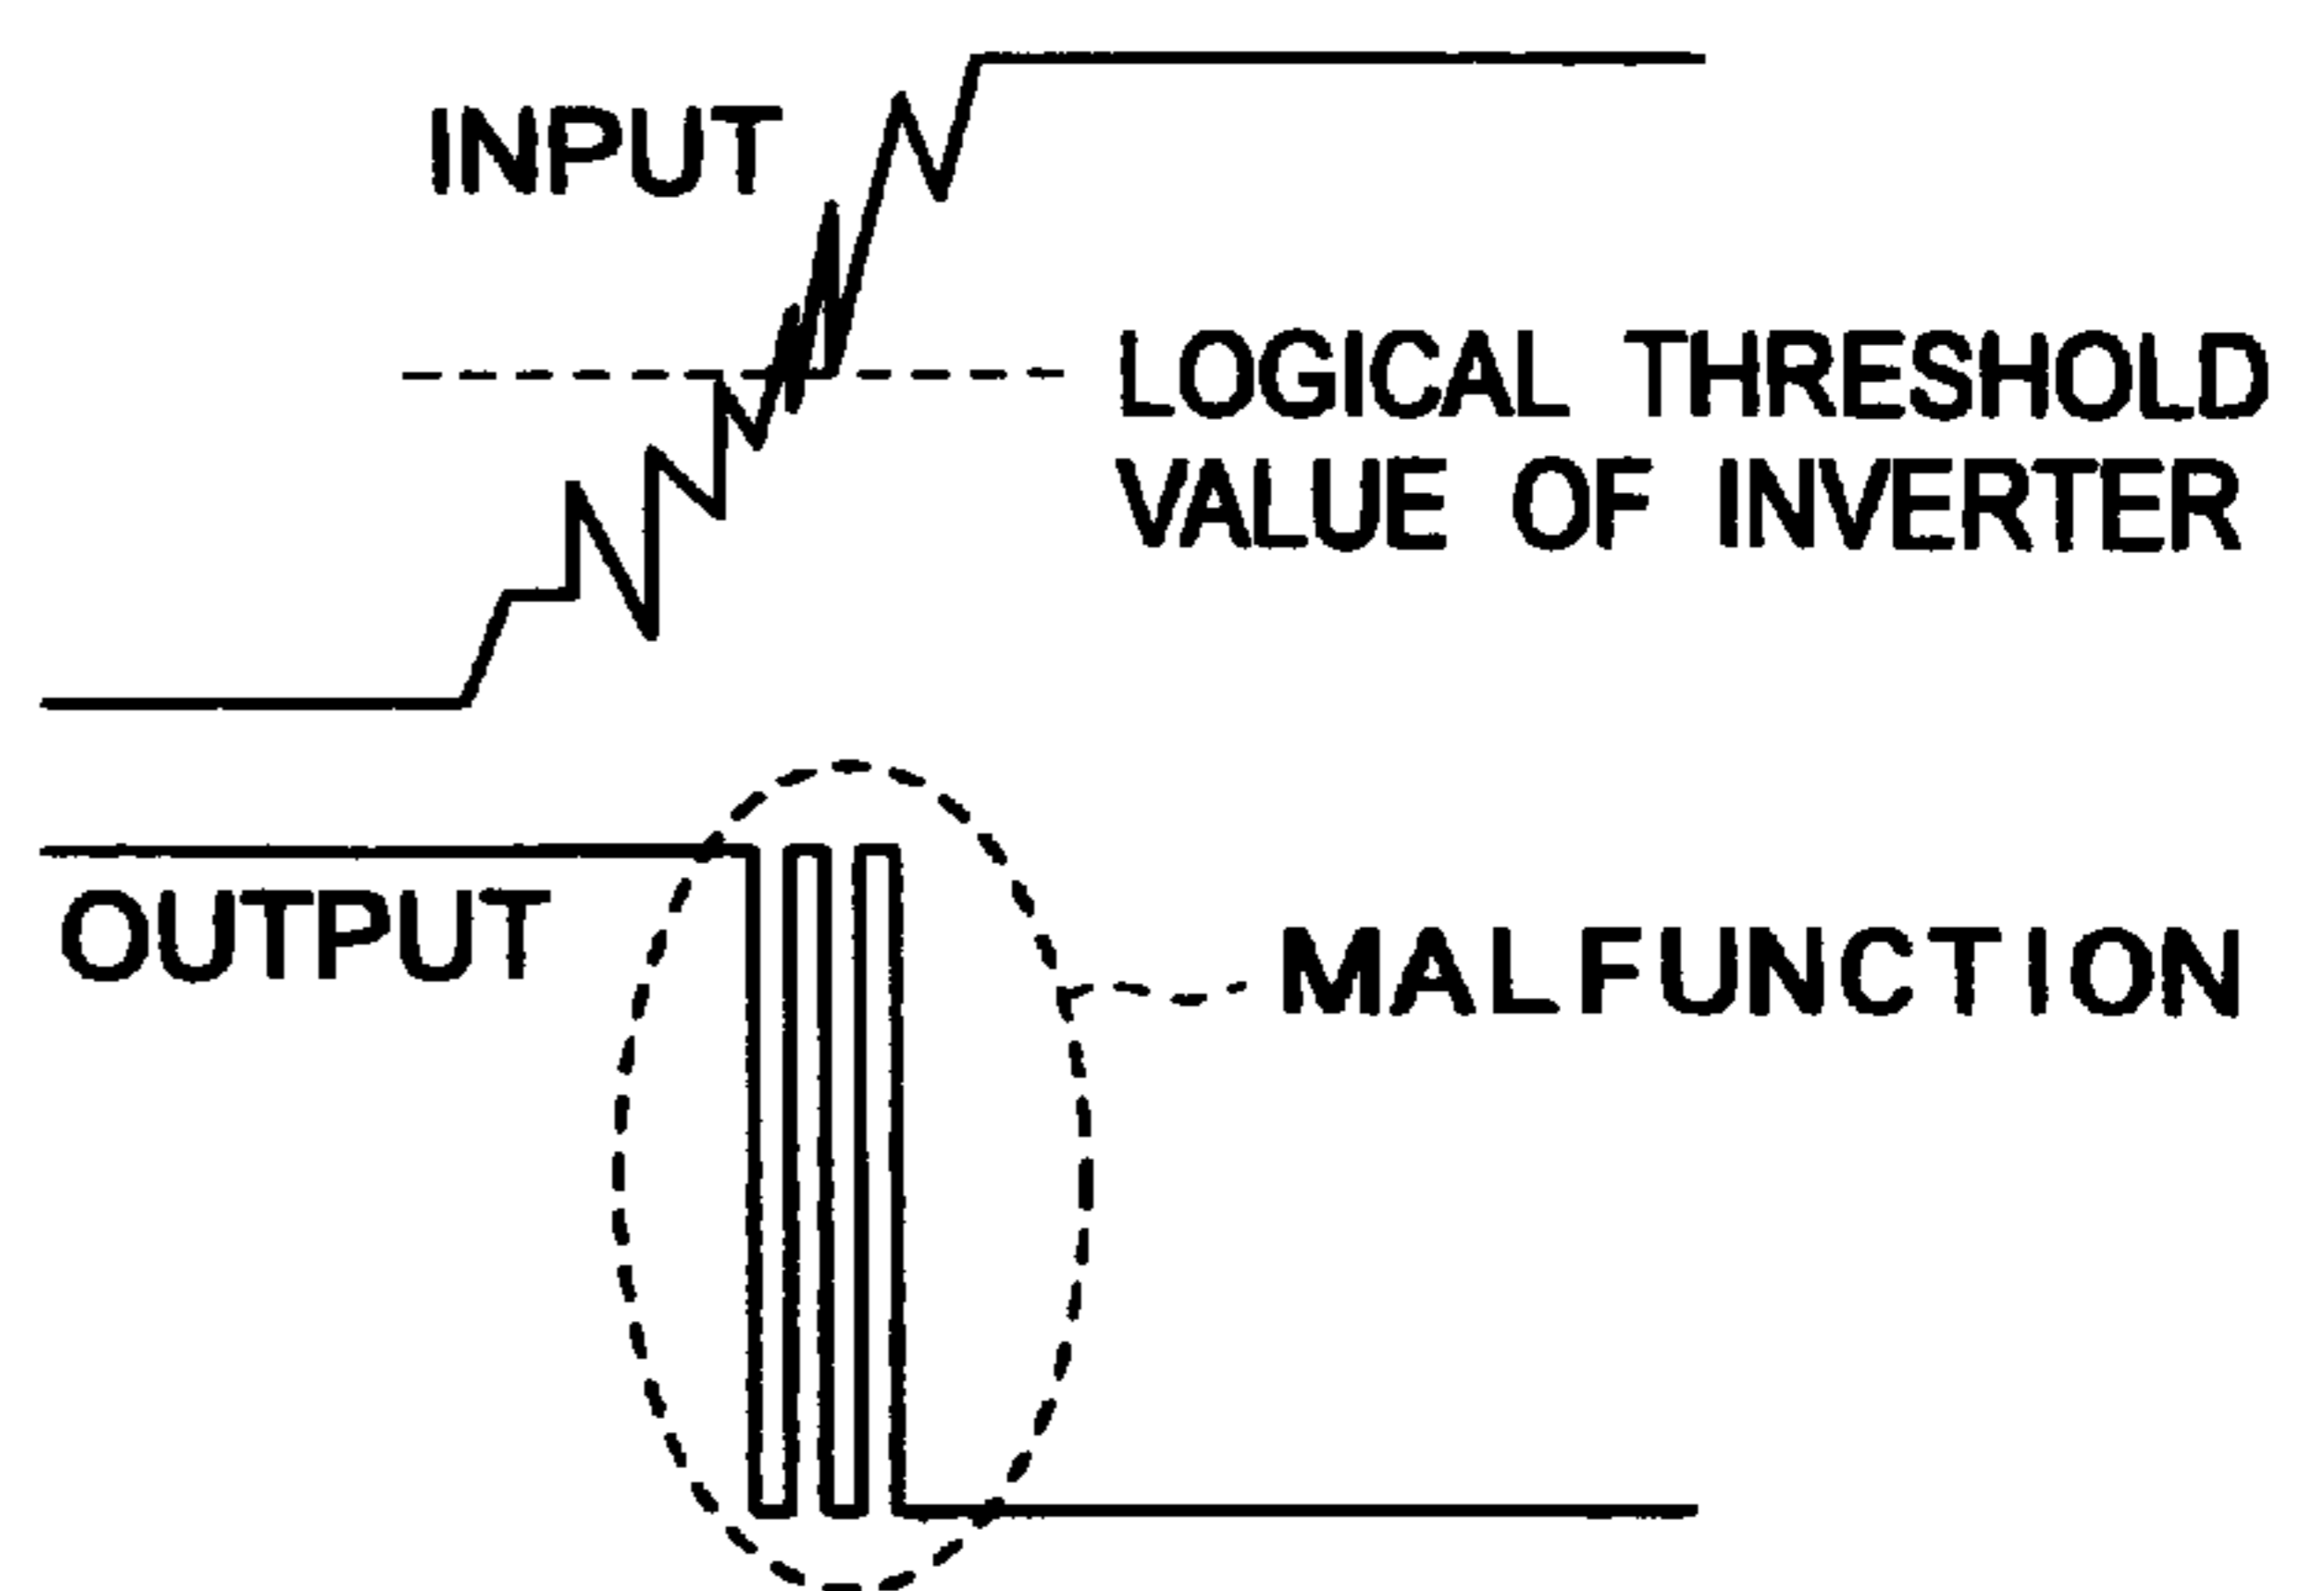 INPUT
LOGICAL THRESHOLD
VALUE OF INVERTER
OUTPUT
MALFUNCTION